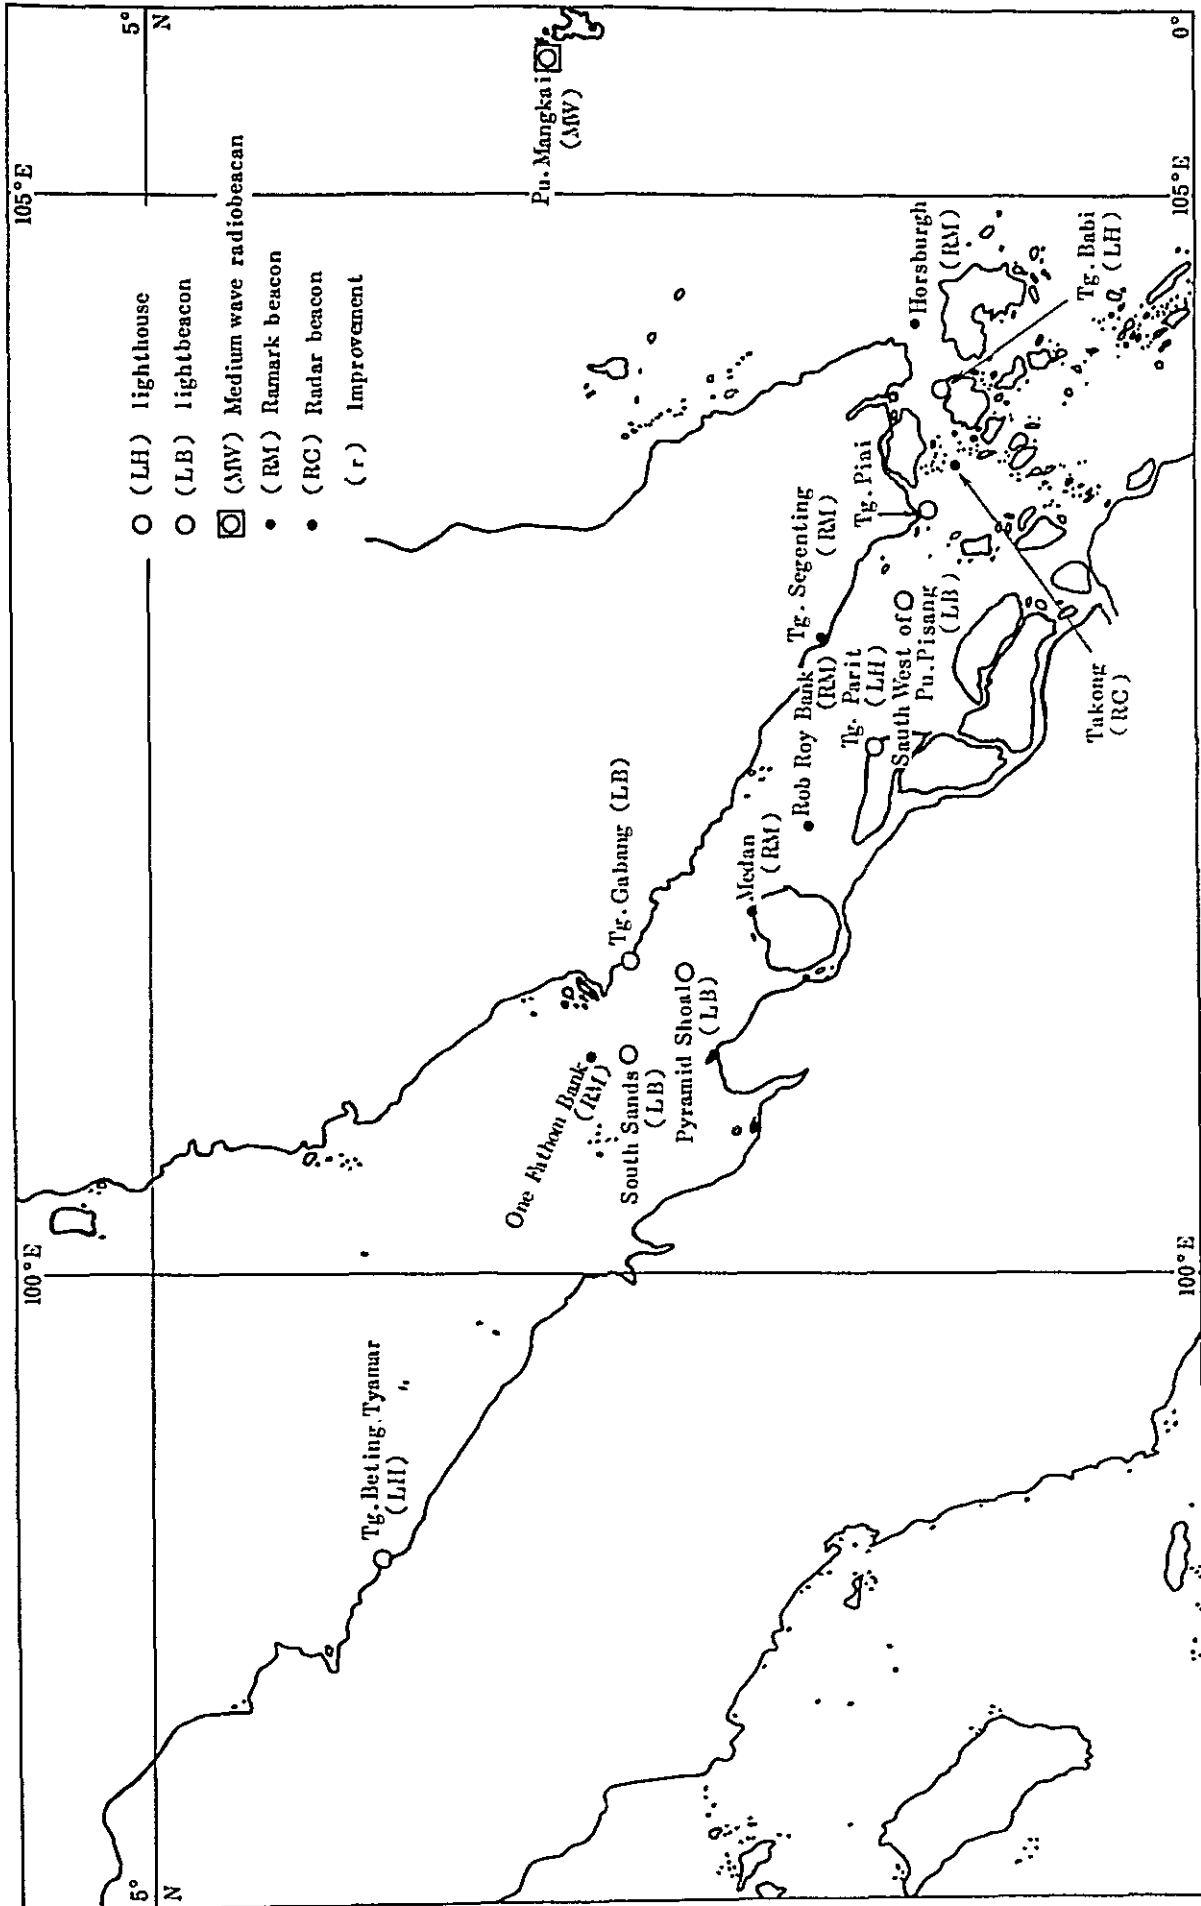 5°
N
105°E
(LH) lighthouse
(LB) lightbeacon
(MW) Medium wave radiobeacan
(RM) Ramark beacon
(RC) Radar beacon
(r) Improvement
Pu. Mangkai
(MW)
100°E
Tg. Beting. Tyamar
(LH)
5°
N
One Fathom Bank
(RM)
South Sands
(LB)
Pyramid Shoal
(LB)
Tg. Gabang (LB)
Medan
(RM)
Rob Roy Bank
(RM)
Tg. Segenting
(RM)
Tg. Parit
(LH)
Sauth West of
Pu. Pisang
(LB)
Tg. Piai
Horsburgh
(RM)
Tg. Babi
(LH)
Takong
(RC)
100°E
105°E
0°